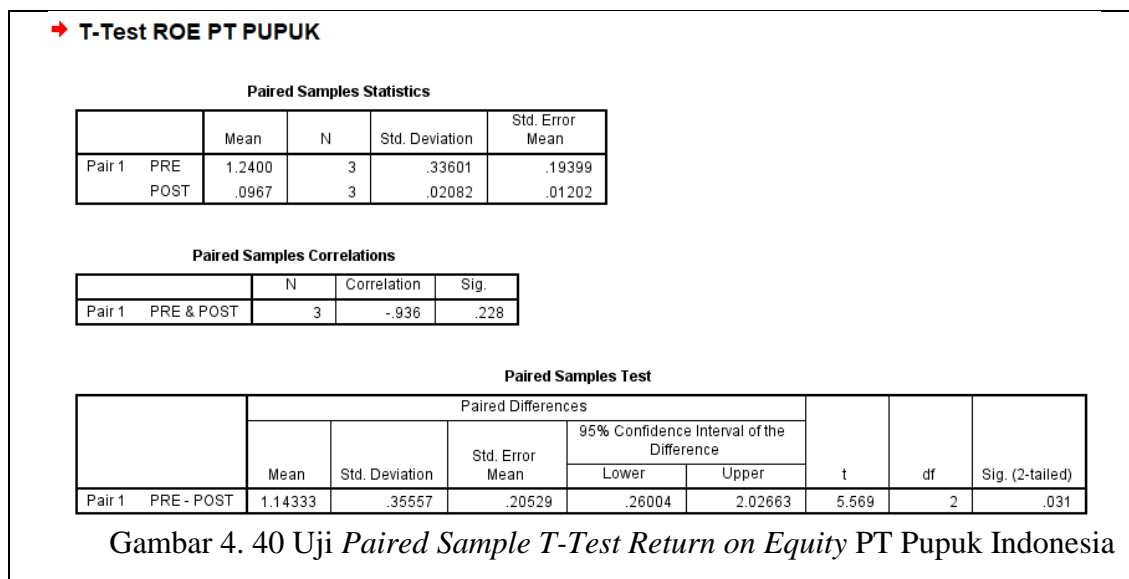 T-Test ROE PT PUPUK
Paired Samples Statistics
Mean N Std. Deviation Std. Error Mean
Pair 1 PRE 1.2400 3 .33601 .19399
POST .0967 3 .02082 .01202
Paired Samples Correlations
N Correlation Sig.
Pair 1 PRE & POST 3 -.936 .228
Paired Samples Test
Paired Differences
95% Confidence Interval of the Difference
Mean Std. Deviation Std. Error Mean Lower Upper t df Sig. (2-tailed)
Pair 1 PRE - POST 1.14333 .35557 .20529 .26004 2.02663 5.569 2 .031
Gambar 4. 40 Uji Paired Sample T-Test Return on Equity PT Pupuk Indonesia